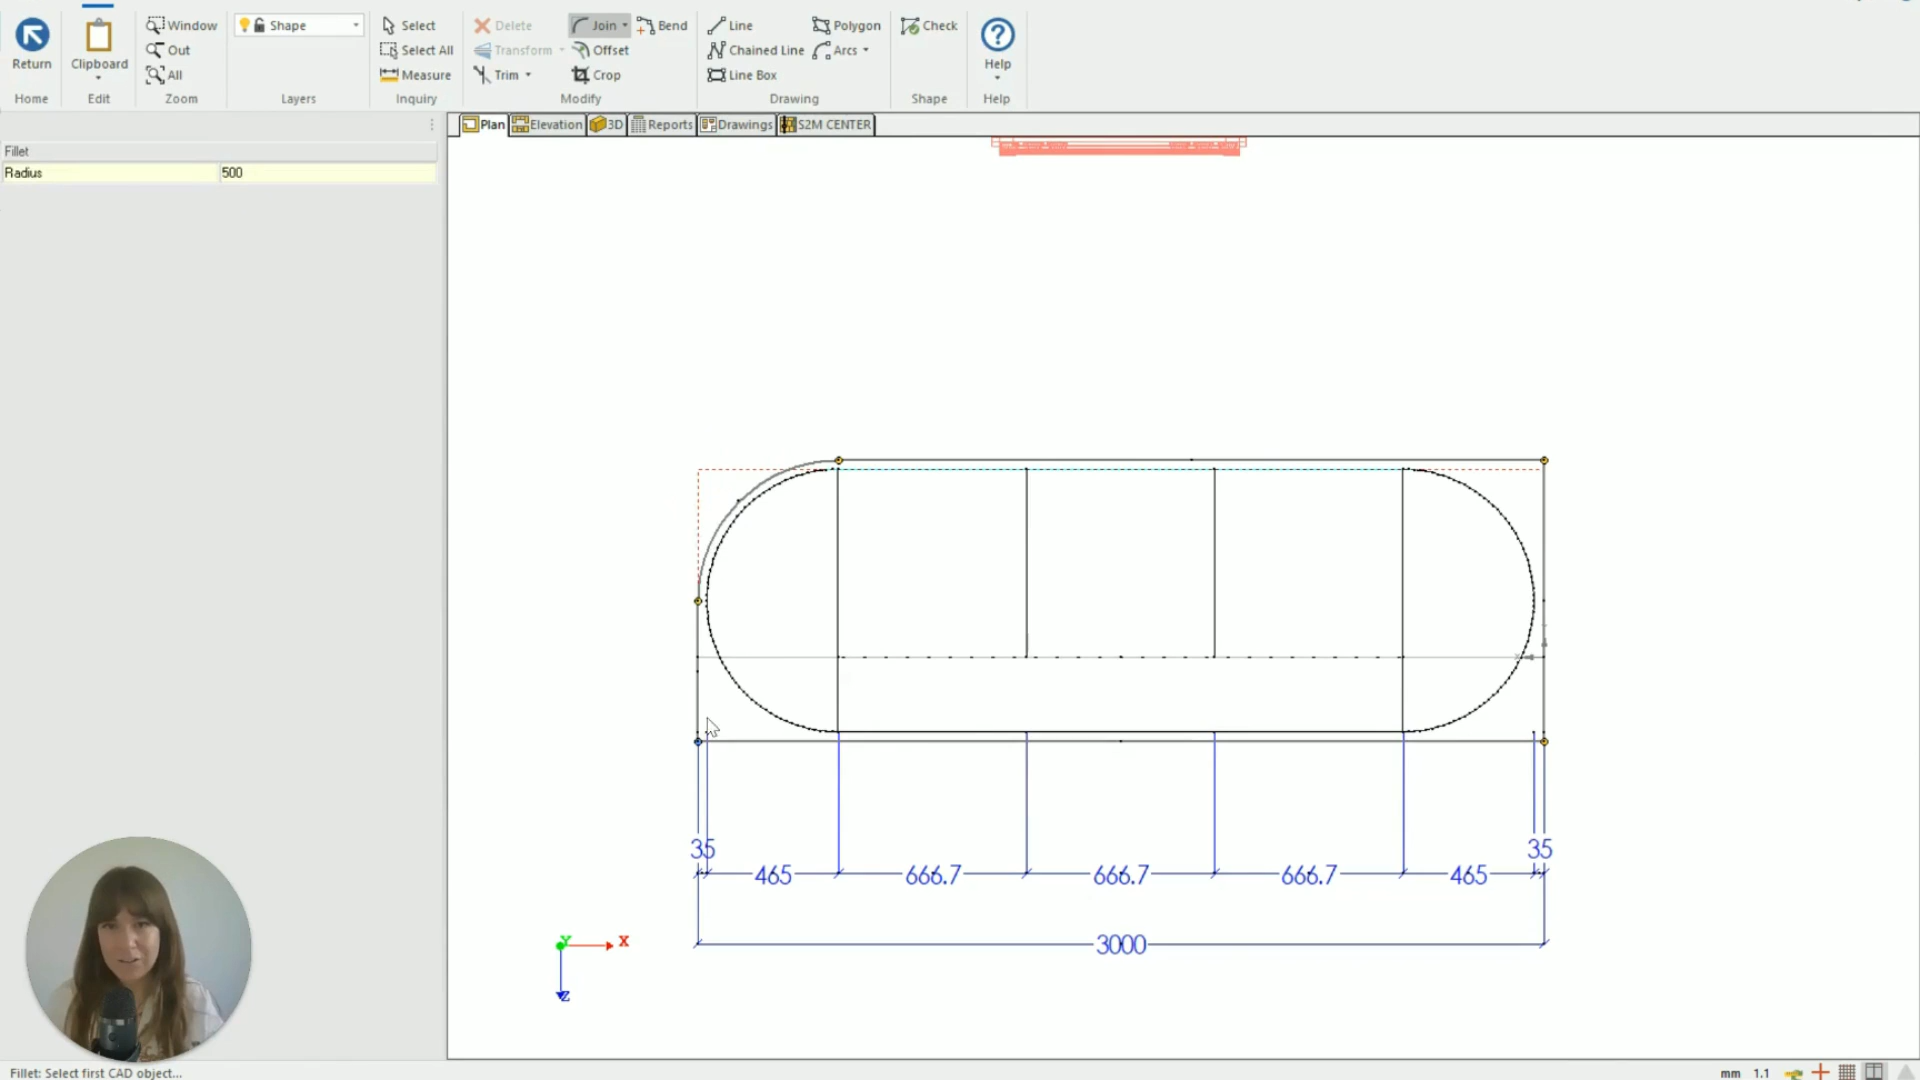 Return
Home
Clipboard
Edit
Window
Out
All
Zoom
Shape
Layers
Select
Select All
Measure
Inquiry
Delete
Transform
Trim
Join
Offset
Crop
Bend
Modify
Line
Chained Line
Line Box
Polygon
Arcs
Drawing
Check
Shape
Help
Help
Plan
Elevation
3D
Reports
Drawings
S2M CENTER
Fillet
Radius 500
35 35
465 666.7 666.7 666.7 465
3000
Y X
Z
Fillet: Select first CAD object...
mm 1.1